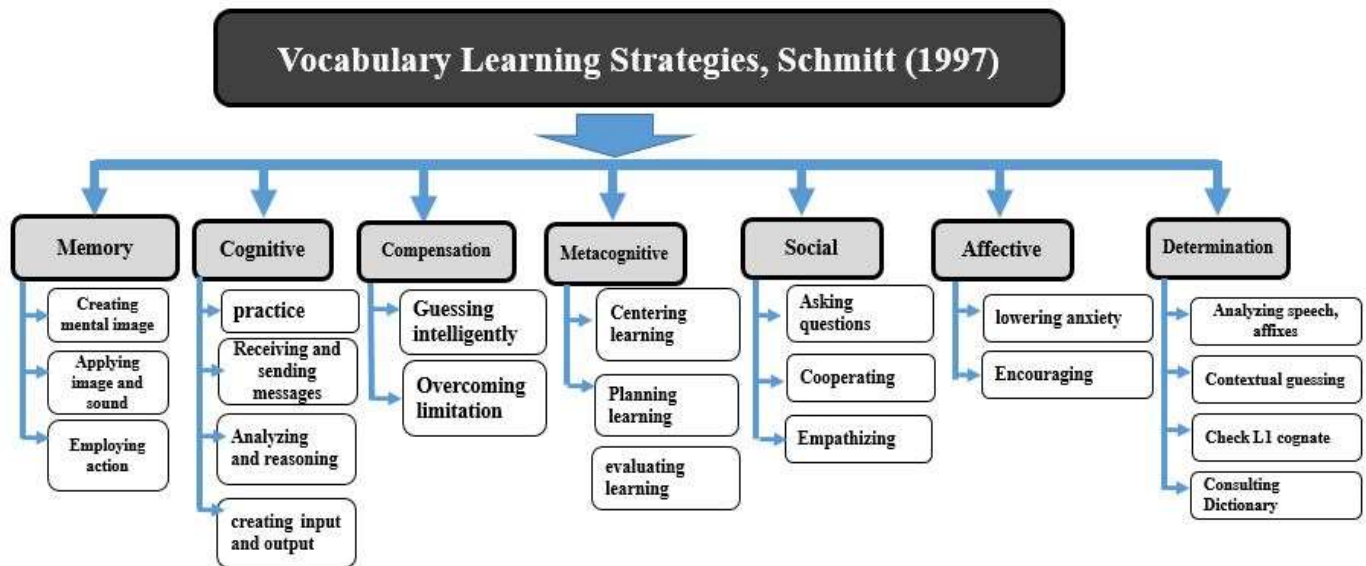 Vocabulary Learning Strategies, Schmitt (1997)
Memory
Creating
mental image
Applying
image and
sound
Employing
action
Cognitive
practice
Receiving and
sending
messages
Analyzing
and reasoning
creating input
and output
Compensation
Guessing
intelligently
Overcoming
limitation
Metacognitive
Centering
learning
Planning
learning
evaluating
learning
Social
Asking
questions
Cooperating
Empathizing
Affective
lowering anxiety
Encouraging
Determination
Analyzing speech,
affixes
Contextual guessing
Check L1 cognate
Consulting
Dictionary